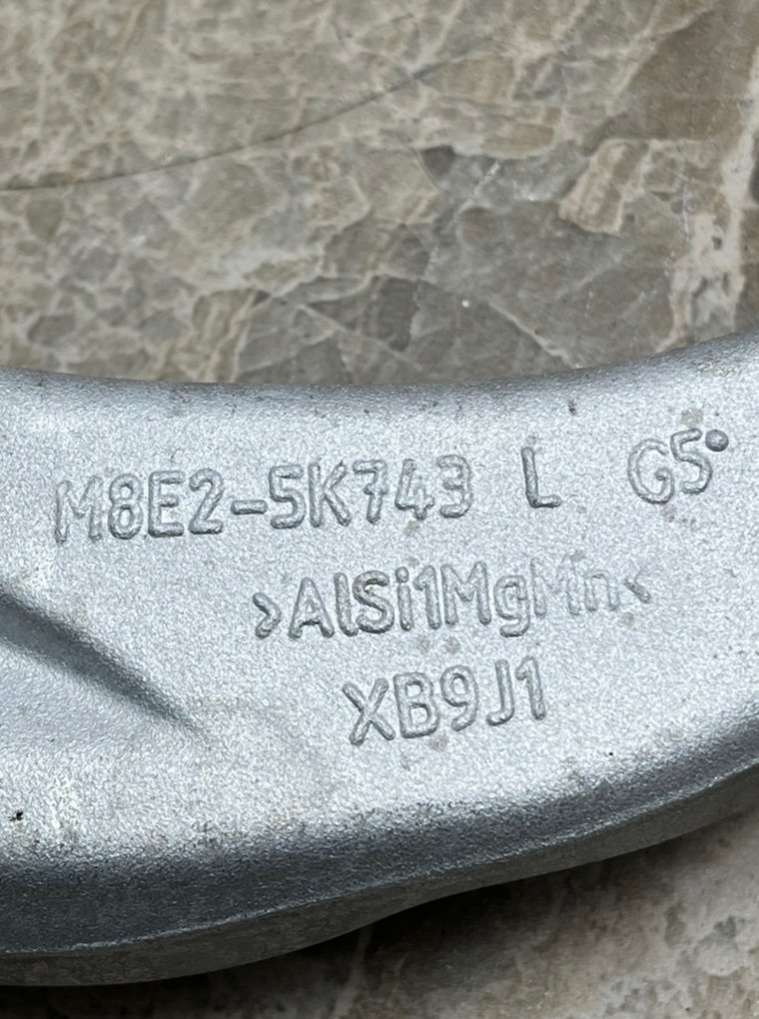 M8E2-5K743 L G5
>AlSi1MgMn<
XB9J1